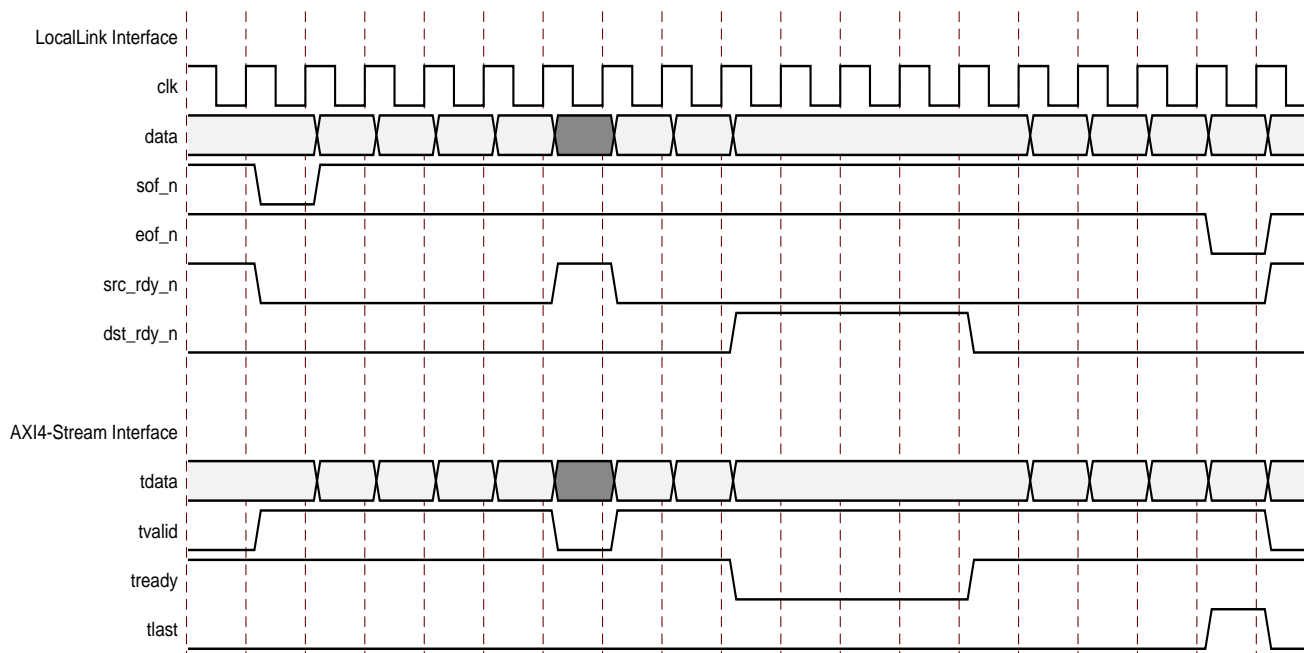 LocalLink Interface
clk
data
sof_n
eof_n
src_rdy_n
dst_rdy_n
AXI4-Stream Interface
tdata
tvalid
tready
tlast